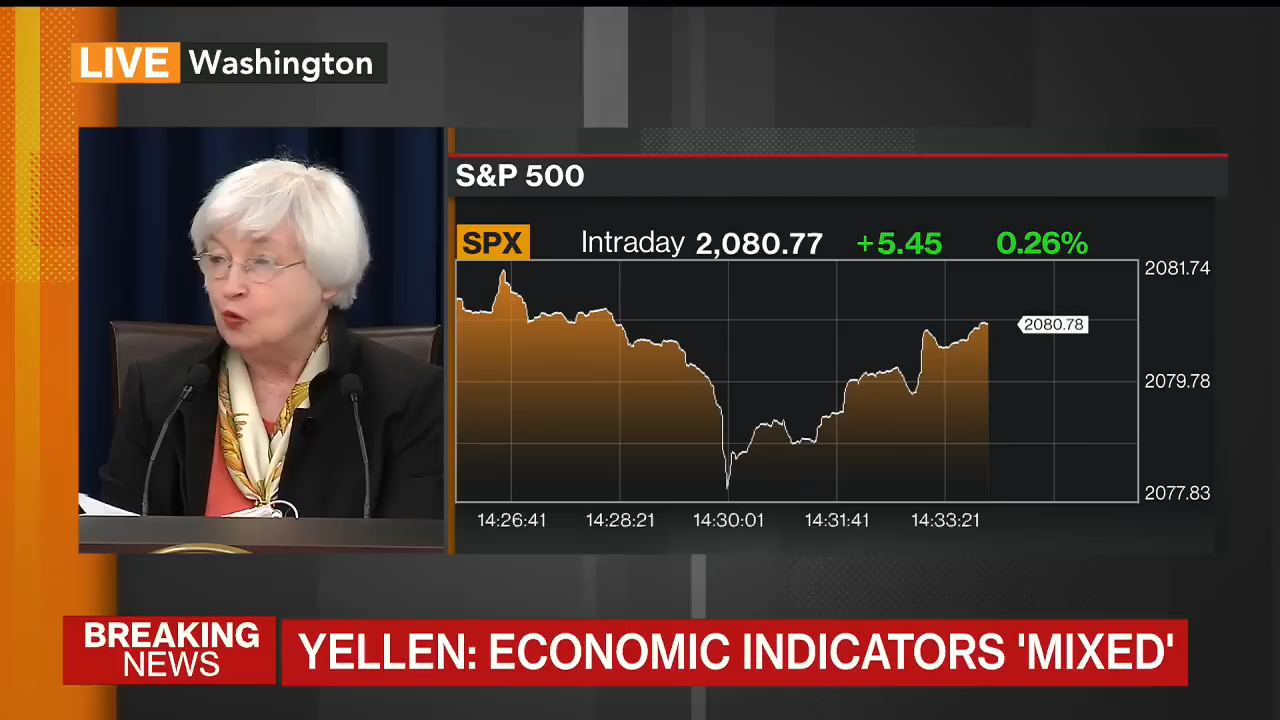 LIVE Washington
S&P 500
SPX Intraday 2,080.77 +5.45 0.26%
2081.74
2080.78
2079.78
2077.83
14:26:41 14:28:21 14:30:01 14:31:41 14:33:21
BREAKING
NEWS
YELLEN: ECONOMIC INDICATORS 'MIXED'